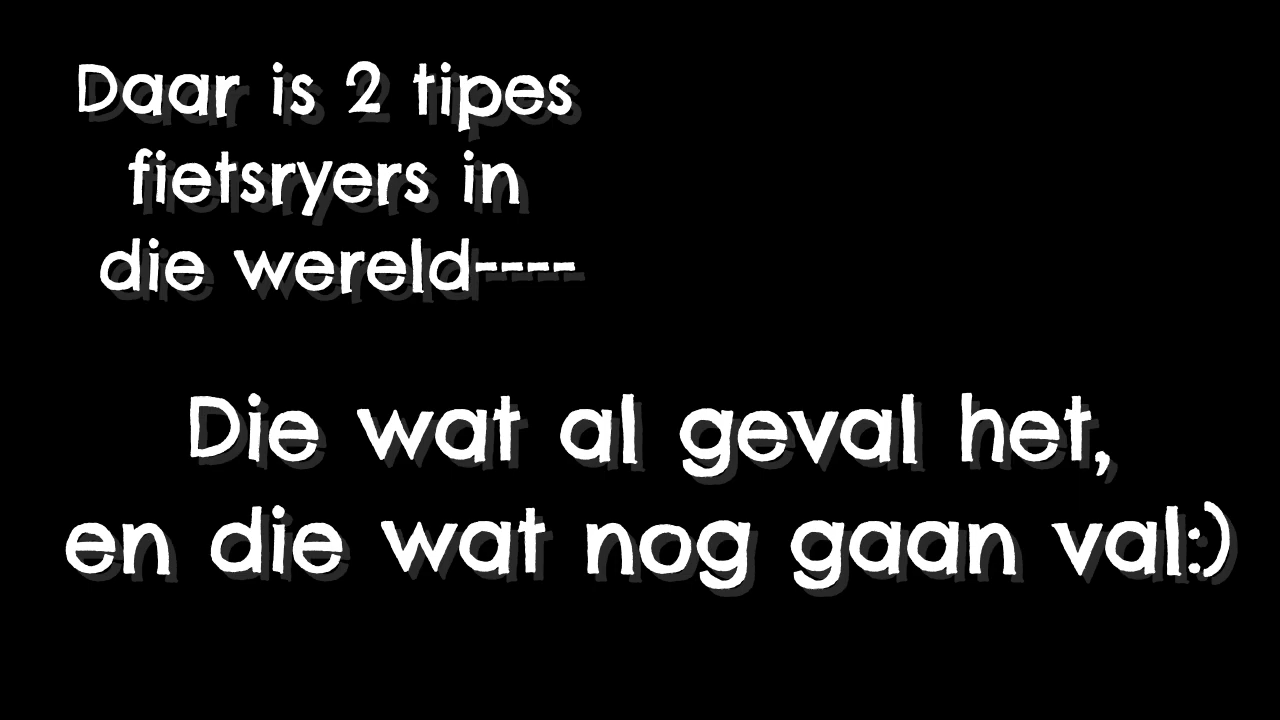 Daar is 2 tipes
fietsryers in
die wereld----
Die wat al geval het,
en die wat nog gaan val:)